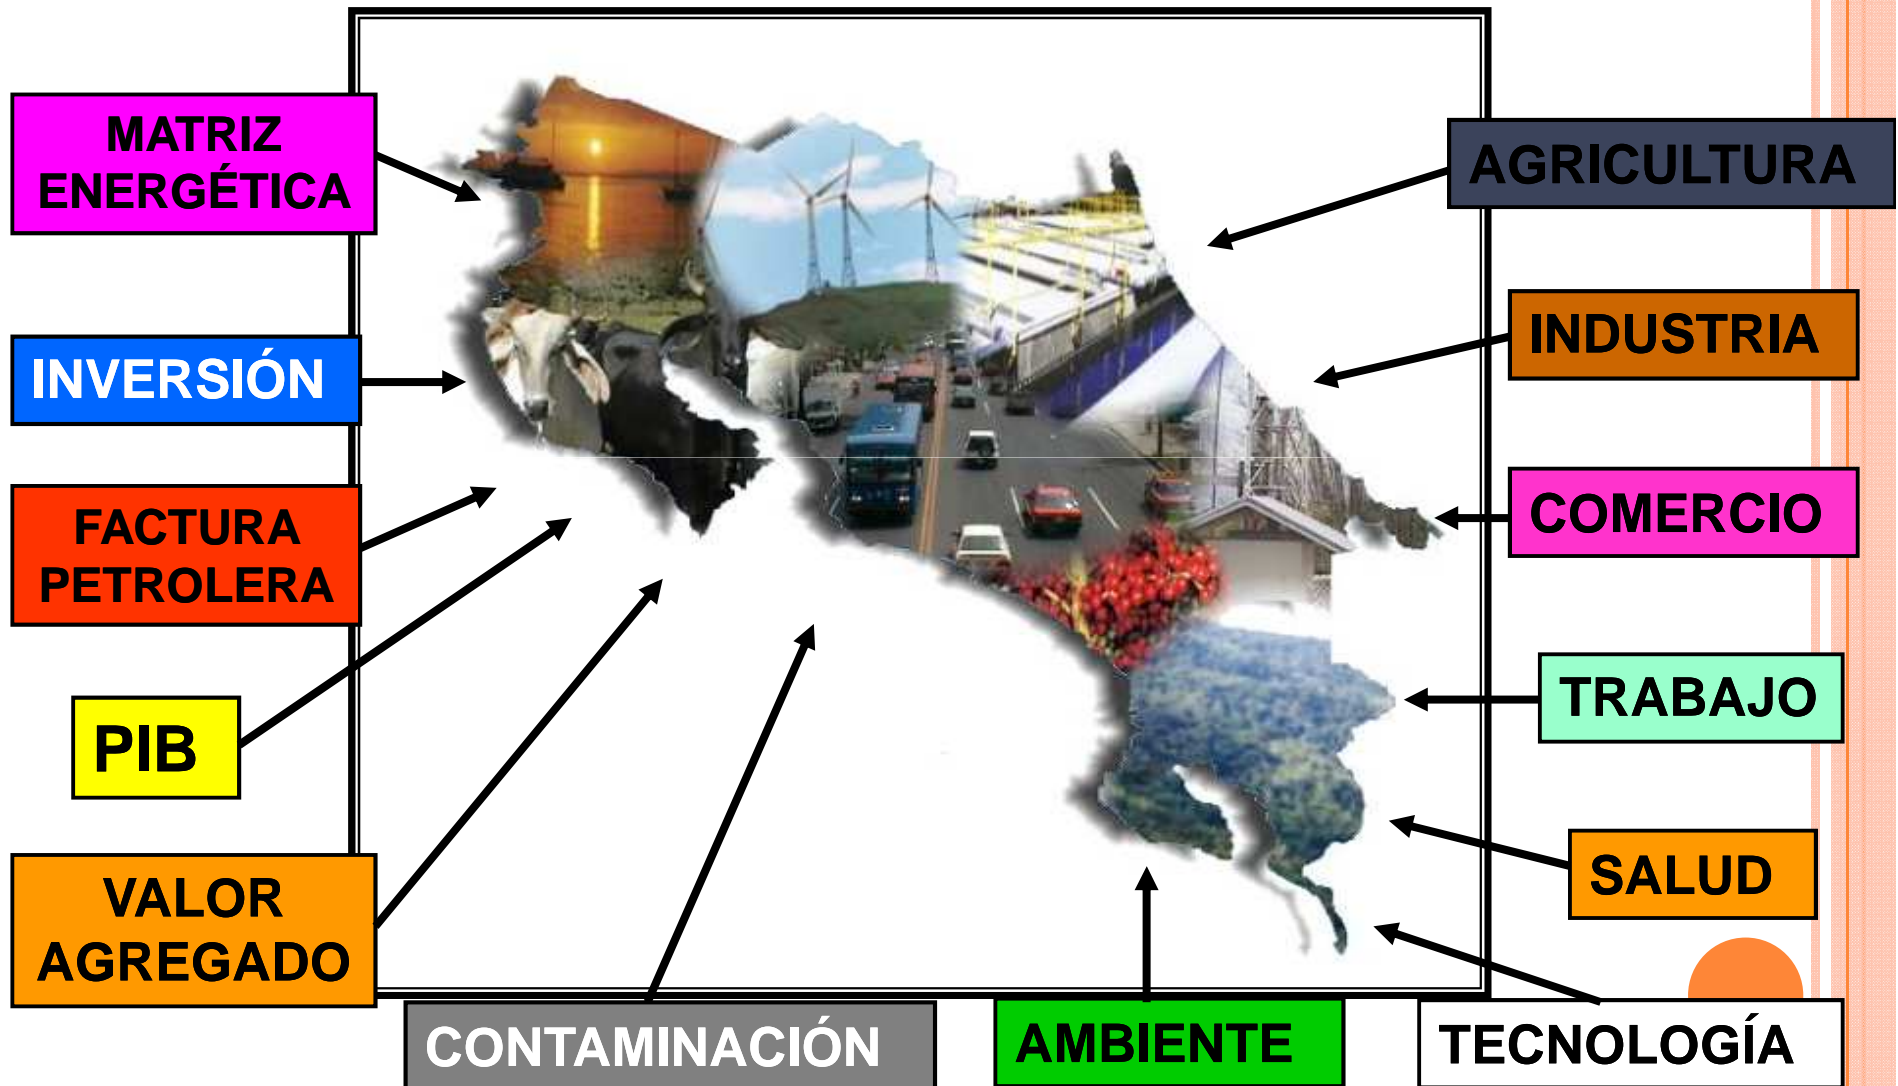 MATRIZ
ENERGÉTICA
INVERSIÓN
FACTURA
PETROLERA
PIB
VALOR
AGREGADO
CONTAMINACIÓN
AMBIENTE
TECNOLOGÍA
AGRICULTURA
INDUSTRIA
COMERCIO
TRABAJO
SALUD